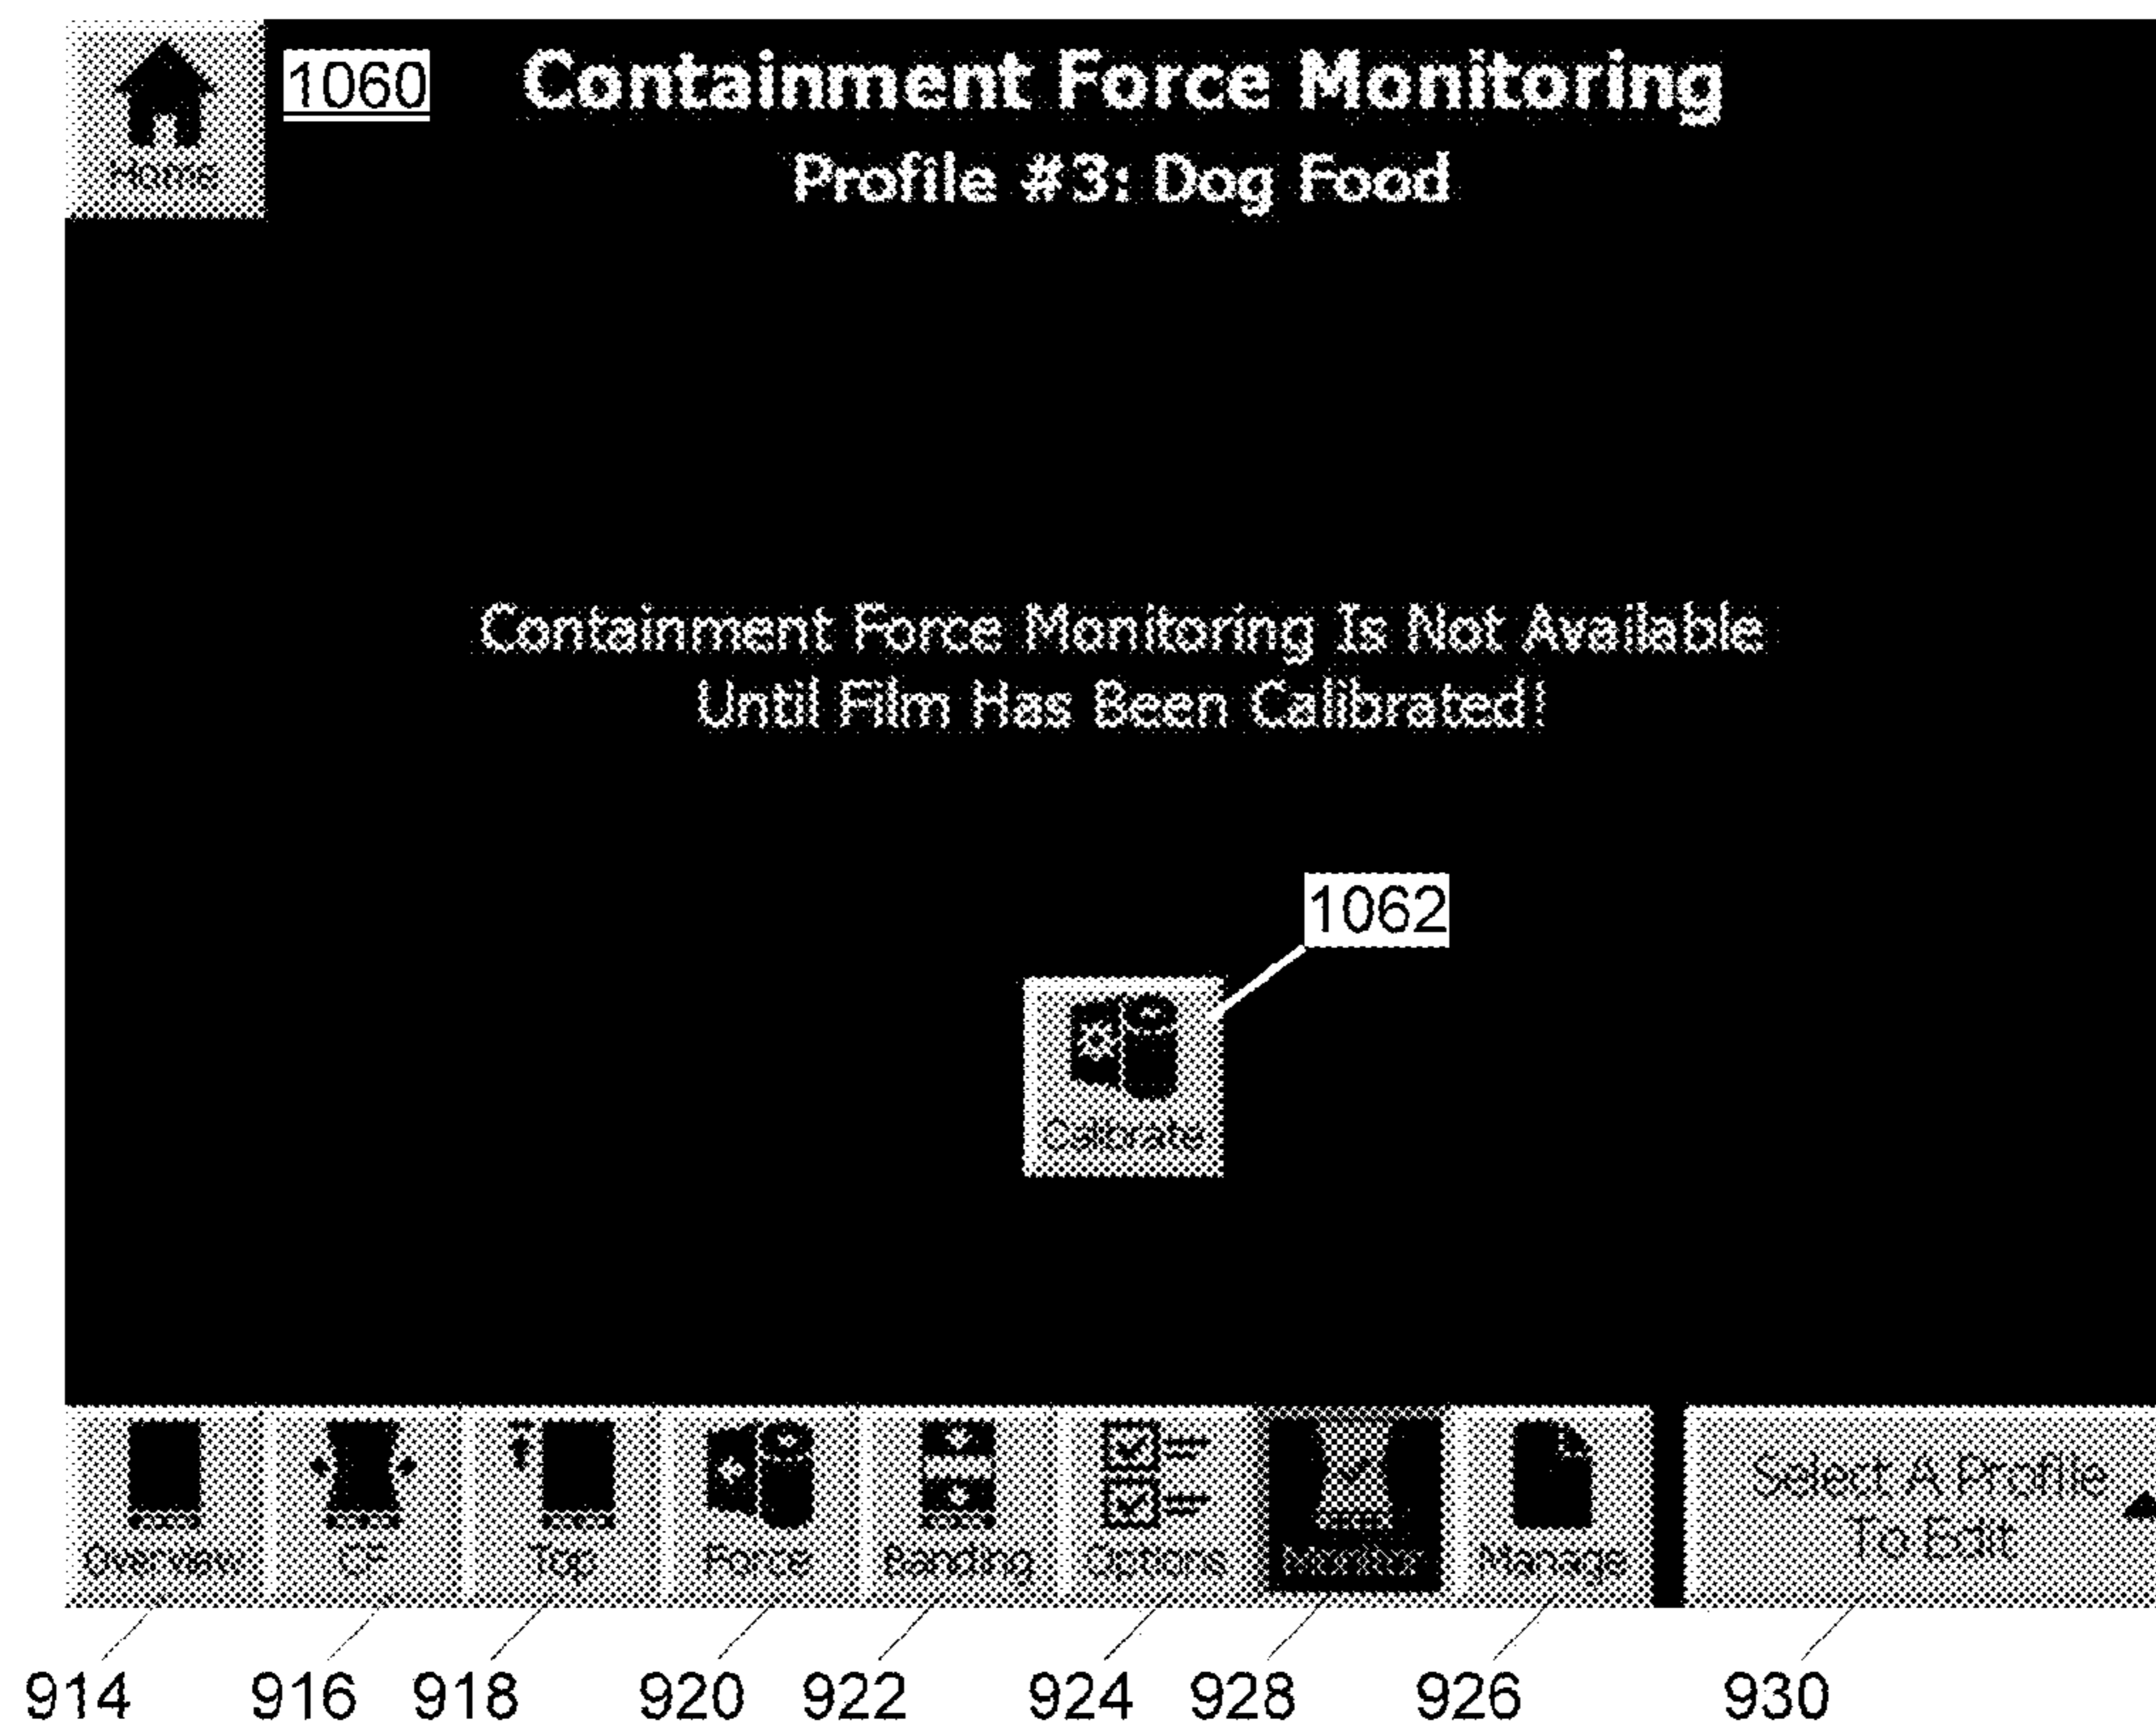 Home
1060
Containment Force Monitoring
Profile #3: Dog Food
Containment Force Monitoring Is Not Available
Until Film Has Been Calibrated!
1062
Calibrate
Overview CF Top Force Banding Options Monitor Manage
Select A Profile
To Edit
914 916 918 920 922 924 928 926 930